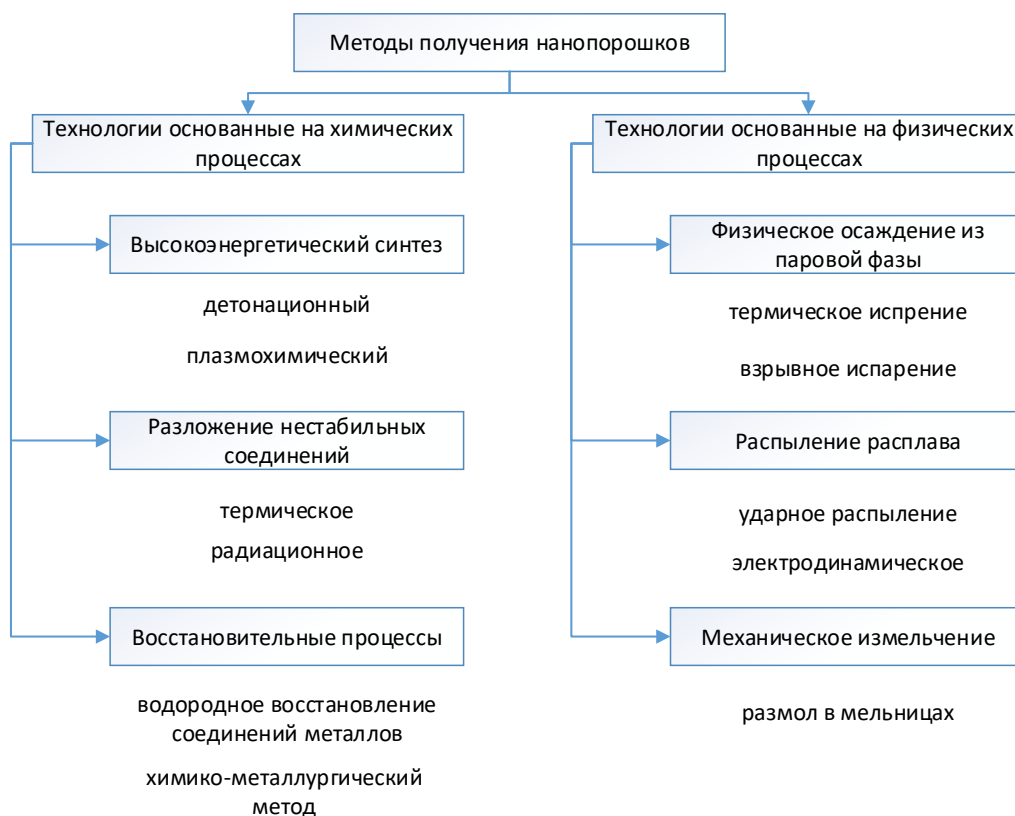 Методы получения нанопорошков
Технологии основанные на химических
процессах
Высокоэнергетический синтез
детонационный
плазмохимический
Разложение нестабильных
соединений
термическое
радиационное
Восстановительные процессы
водородное восстановление
соединений металлов
химико-металлургический
метод
Технологии основанные на физических
процессах
Физическое осаждение из
паровой фазы
термическое испрение
взрывное испарение
Распыление расплава
ударное распыление
электродинамическое
Механическое измельчение
размол в мельницах